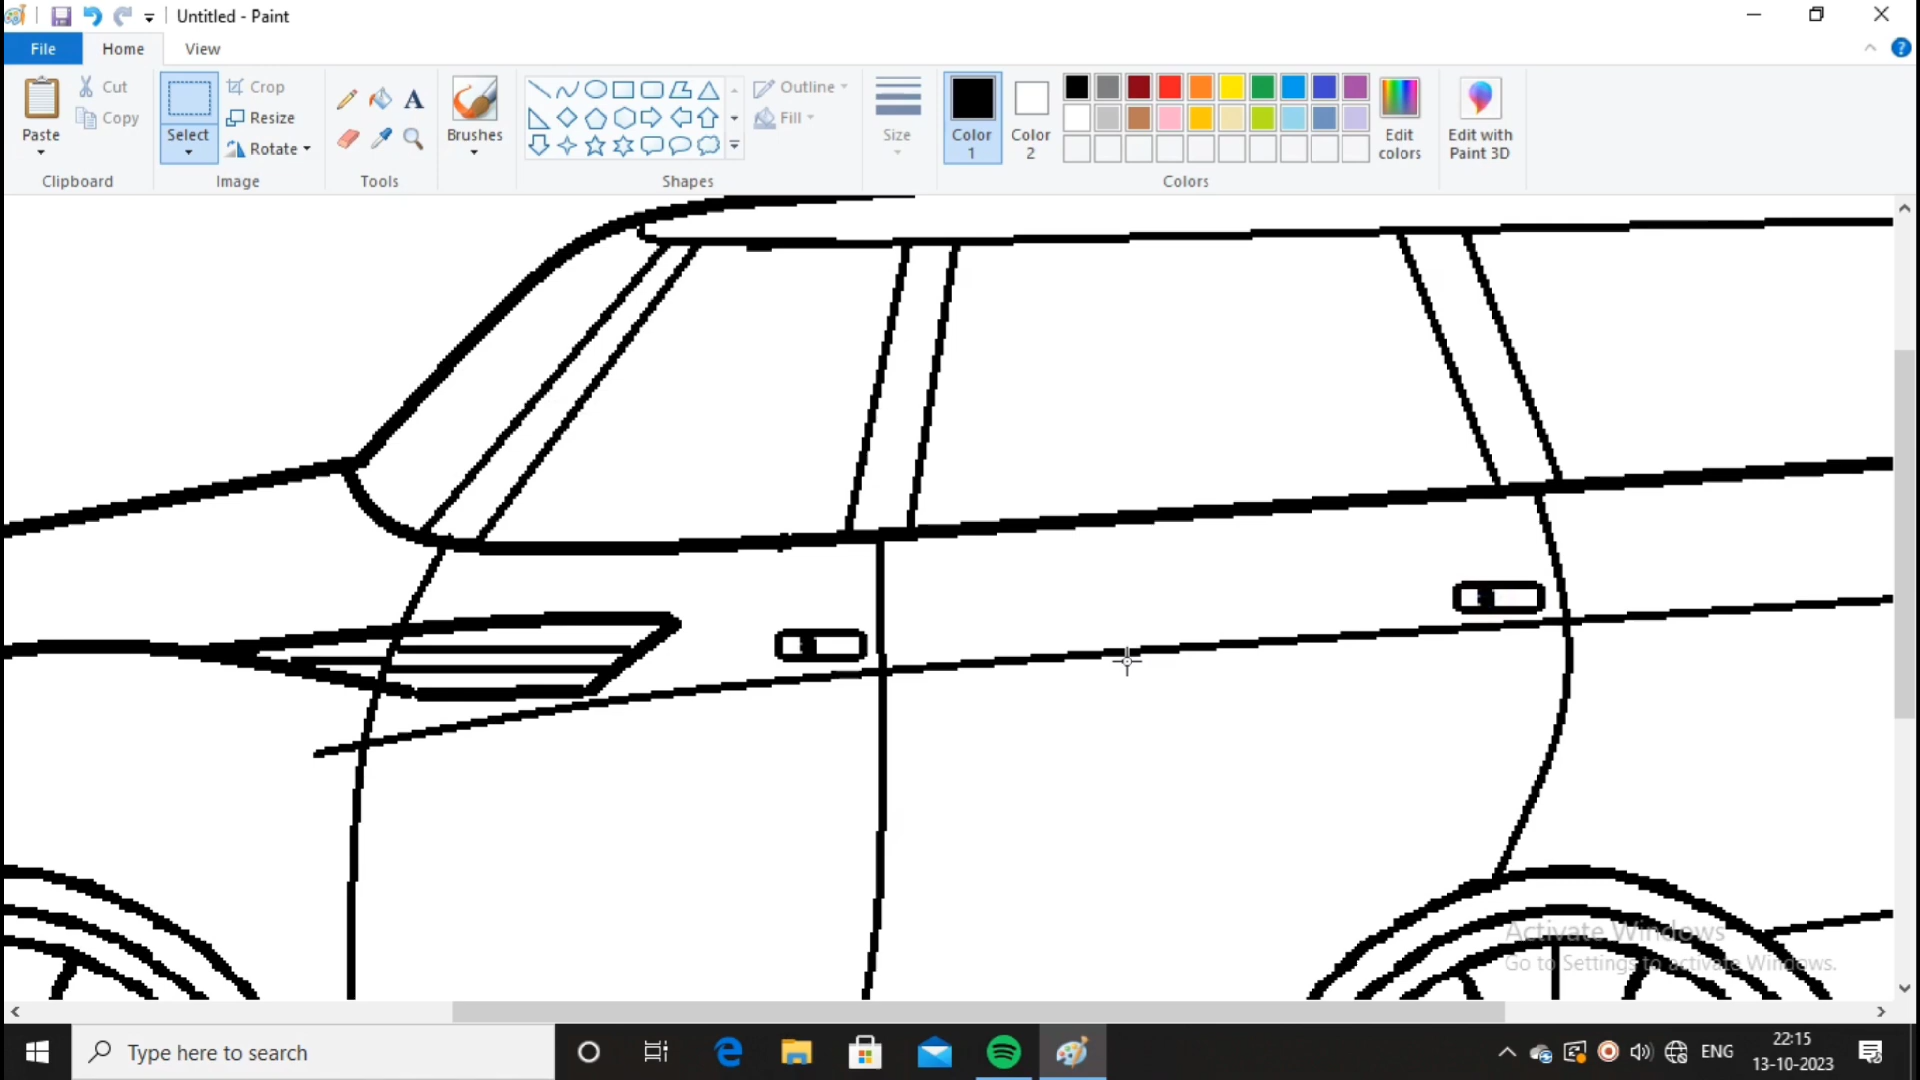 Untitled - Paint
File Home View
Paste
Cut
Copy
Clipboard
Select
Crop
Resize
Rotate
Image
Tools
Brushes
Shapes
Outline
Fill
Size
Color 1
Color 2
Colors
Edit colors
Edit with Paint 3D
Activate Windows
Go to Settings to activate Windows.
Type here to search
ENG
22:15
13-10-2023